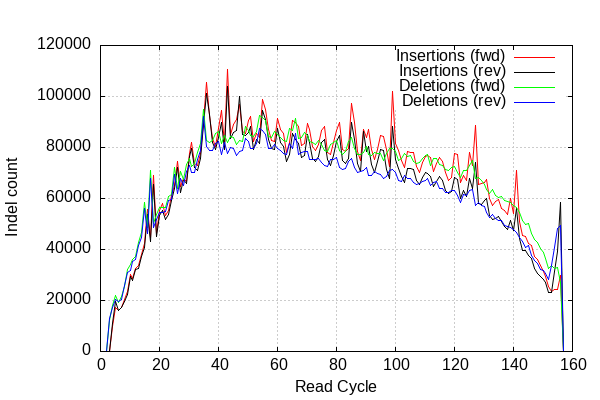 120000
Insertions (fwd)
Insertions (rev)
Deletions (fwd)
Deletions (rev)
100000
80000
60000
40000
20000
0
Indel count
0 20 40 60 80 100 120 140 160
Read Cycle